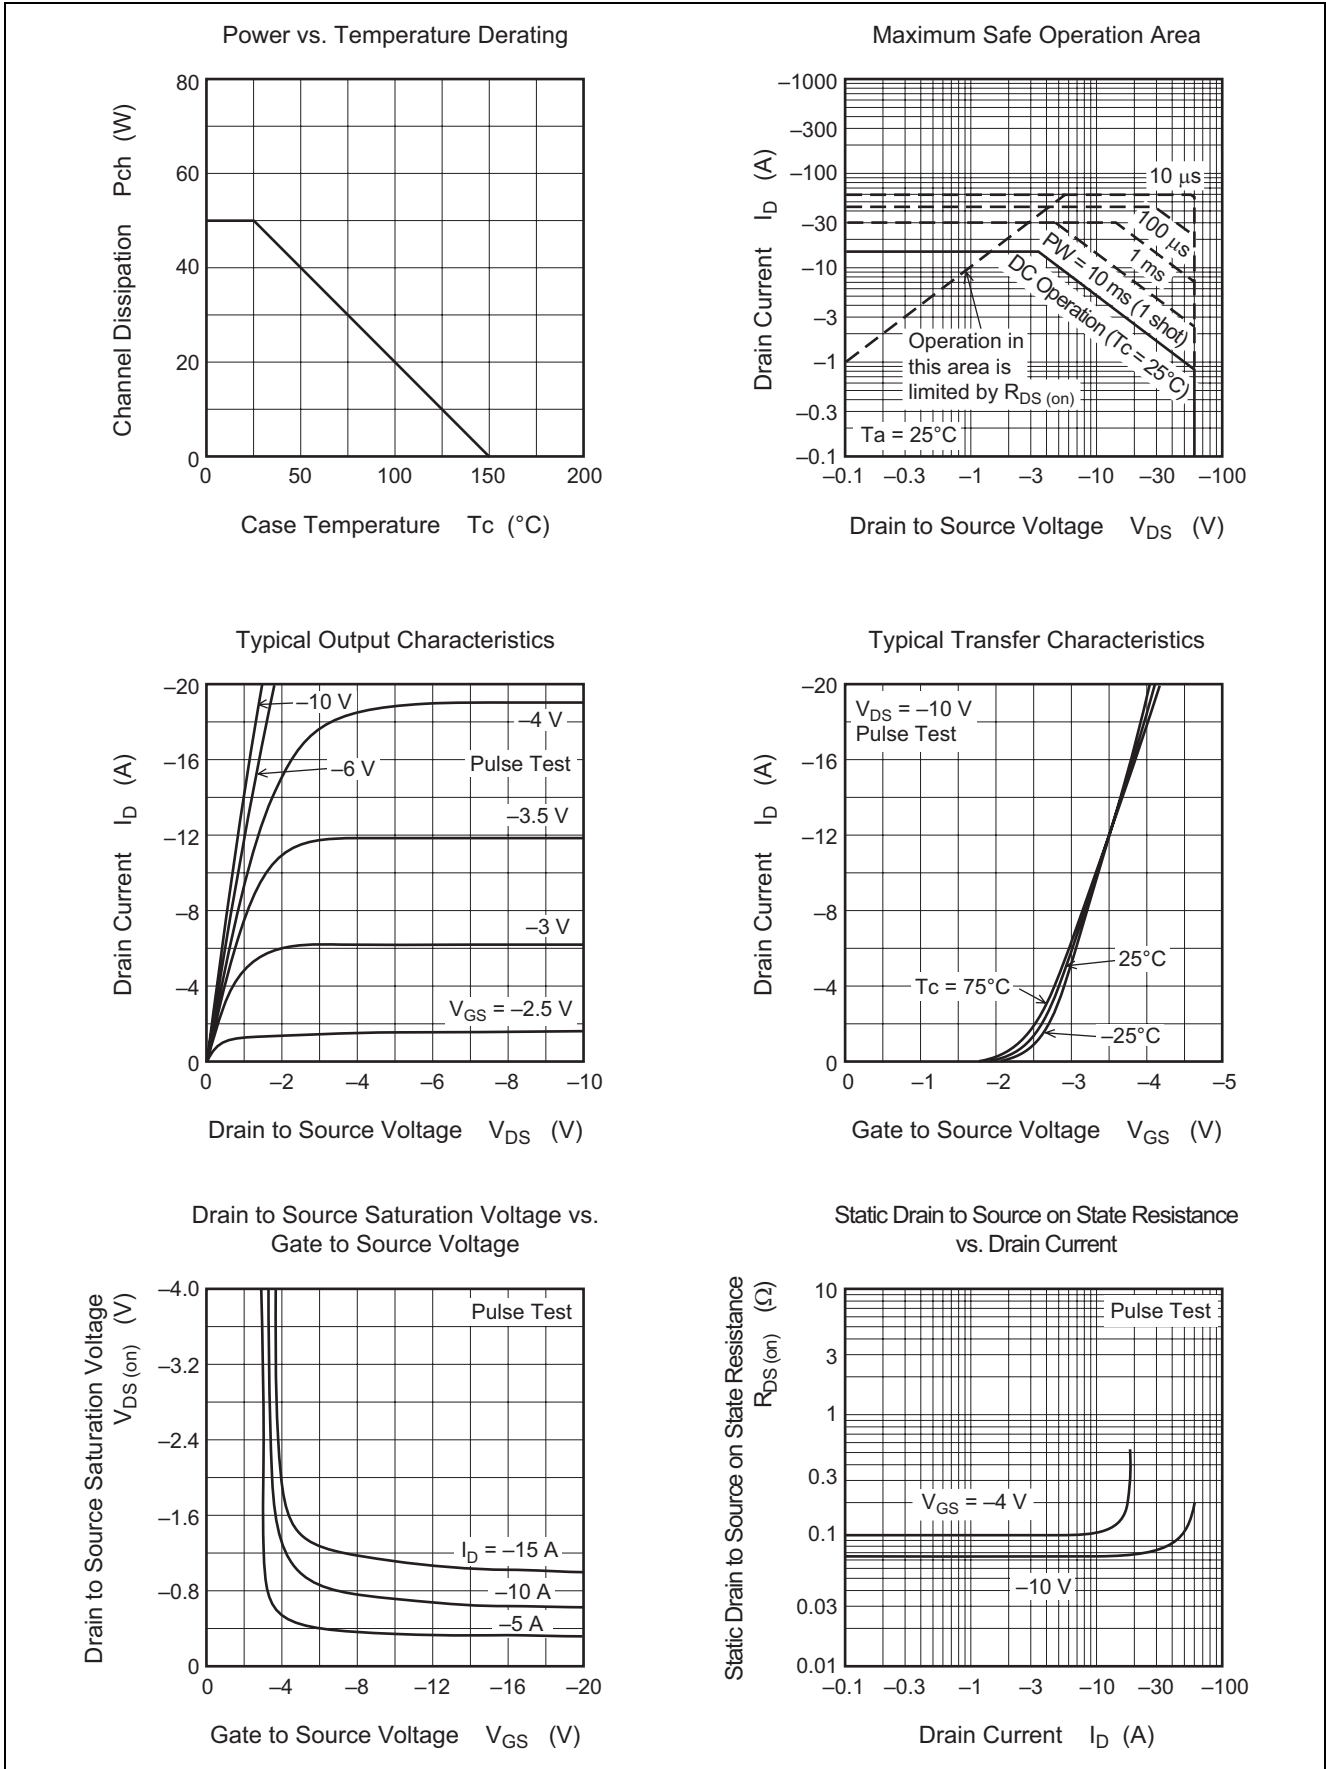 Power vs. Temperature Derating
80
60
40
20
0
0 50 100 150 200
Channel Dissipation Pch (W)
Case Temperature Tc (°C)
Maximum Safe Operation Area
–1000
–300
–100
–30
–10
–3
–1
–0.3
–0.1
–0.1 –0.3 –1 –3 –10 –30 –100
Drain Current I_D (A)
10 μs
100 μs
1 ms
PW = 10 ms (1 shot)
DC Operation (Tc = 25°C)
Operation in
this area is
limited by R_DS (on)
Ta = 25°C
Drain to Source Voltage V_DS (V)
Typical Output Characteristics
–20
–16
–12
–8
–4
0
0 –2 –4 –6 –8 –10
Drain Current I_D (A)
–10 V
–4 V
–6 V
Pulse Test
–3.5 V
–3 V
V_GS = –2.5 V
Drain to Source Voltage V_DS (V)
Typical Transfer Characteristics
–20
–16
–12
–8
–4
0
0 –1 –2 –3 –4 –5
Drain Current I_D (A)
V_DS = –10 V
Pulse Test
25°C
Tc = 75°C
–25°C
Gate to Source Voltage V_GS (V)
Drain to Source Saturation Voltage vs.
Gate to Source Voltage
–4.0
–3.2
–2.4
–1.6
–0.8
0
0 –4 –8 –12 –16 –20
Drain to Source Saturation Voltage
V_DS (on) (V)
Pulse Test
I_D = –15 A
–10 A
–5 A
Gate to Source Voltage V_GS (V)
Static Drain to Source on State Resistance
vs. Drain Current
10
3
1
0.3
0.1
0.03
0.01
–0.1 –0.3 –1 –3 –10 –30 –100
Static Drain to Source on State Resistance
R_DS (on) (Ω)
Pulse Test
V_GS = –4 V
–10 V
Drain Current I_D (A)